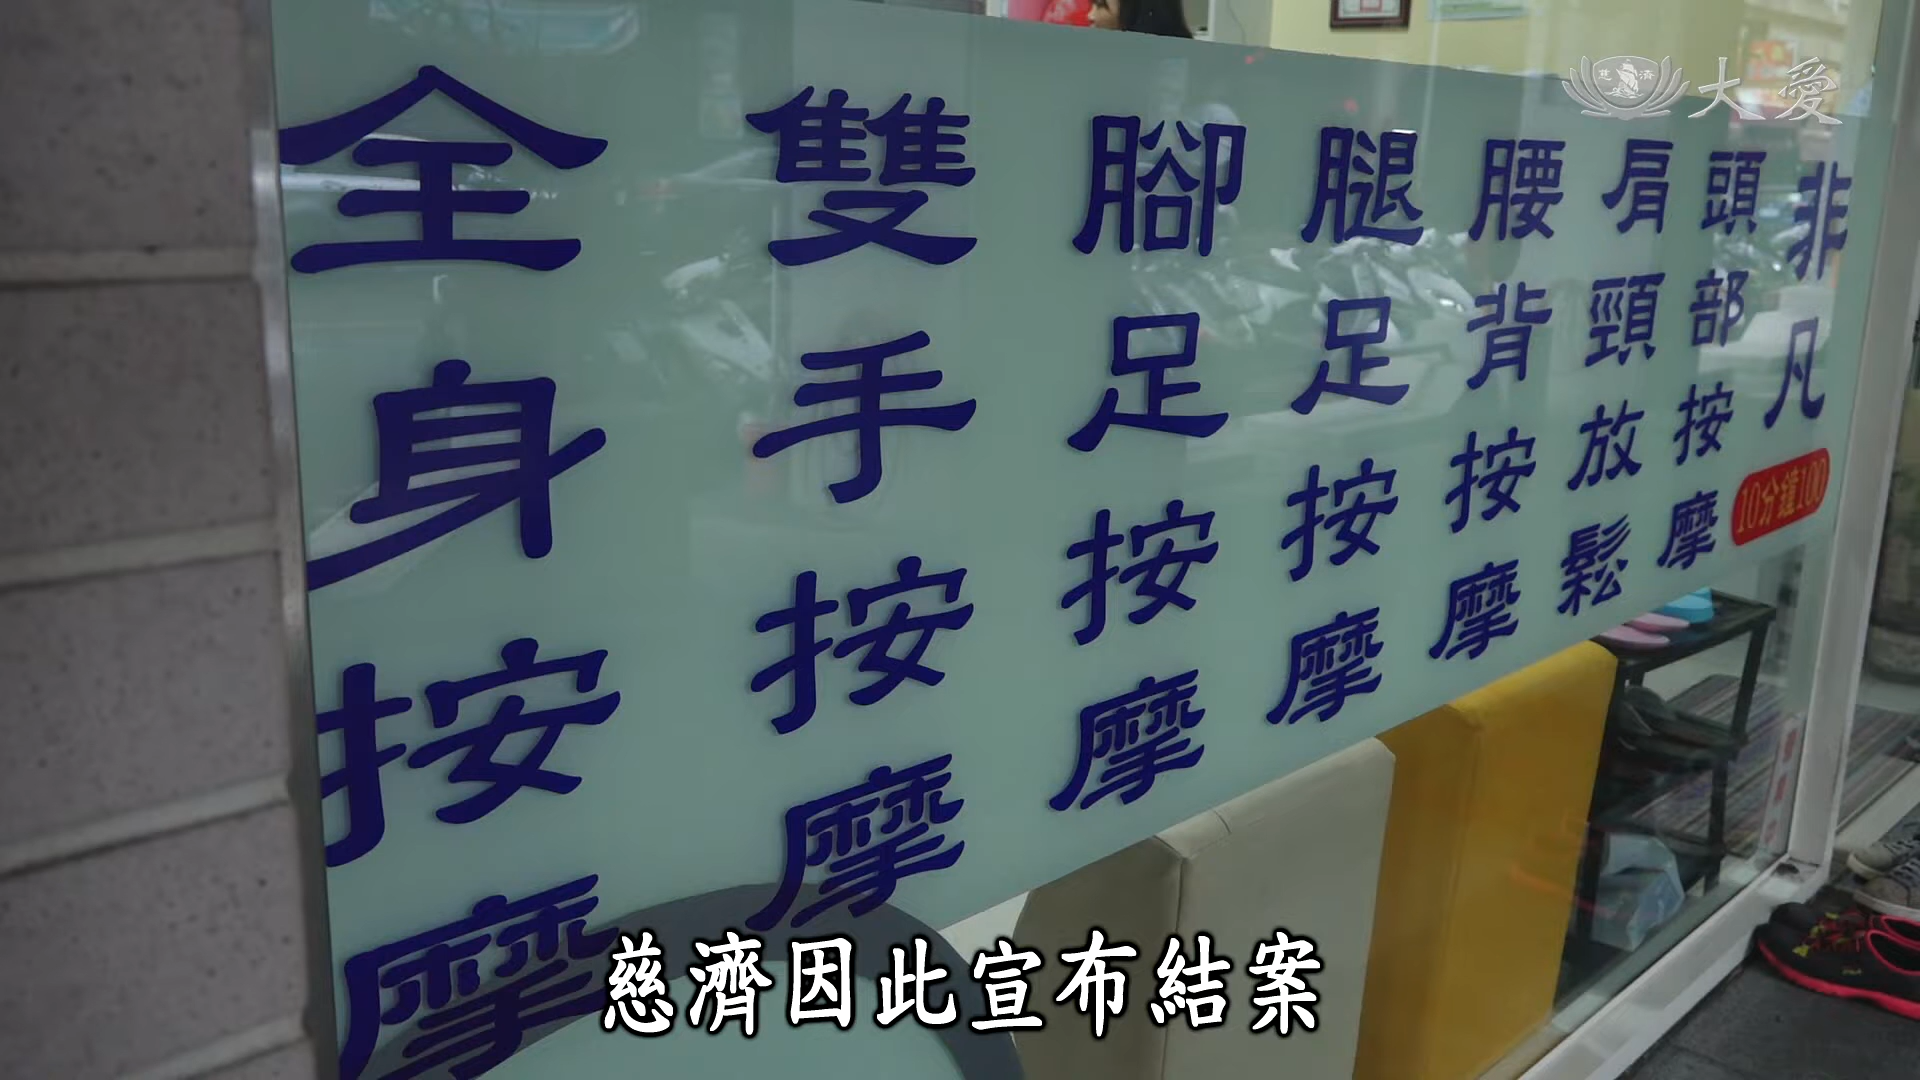 大愛
慈濟
非凡
10分鐘100
頭部按摩
肩頸放鬆
腰背按摩
腿足按摩
腳足按摩
雙手按摩
全身按摩
慈濟因此宣布結案